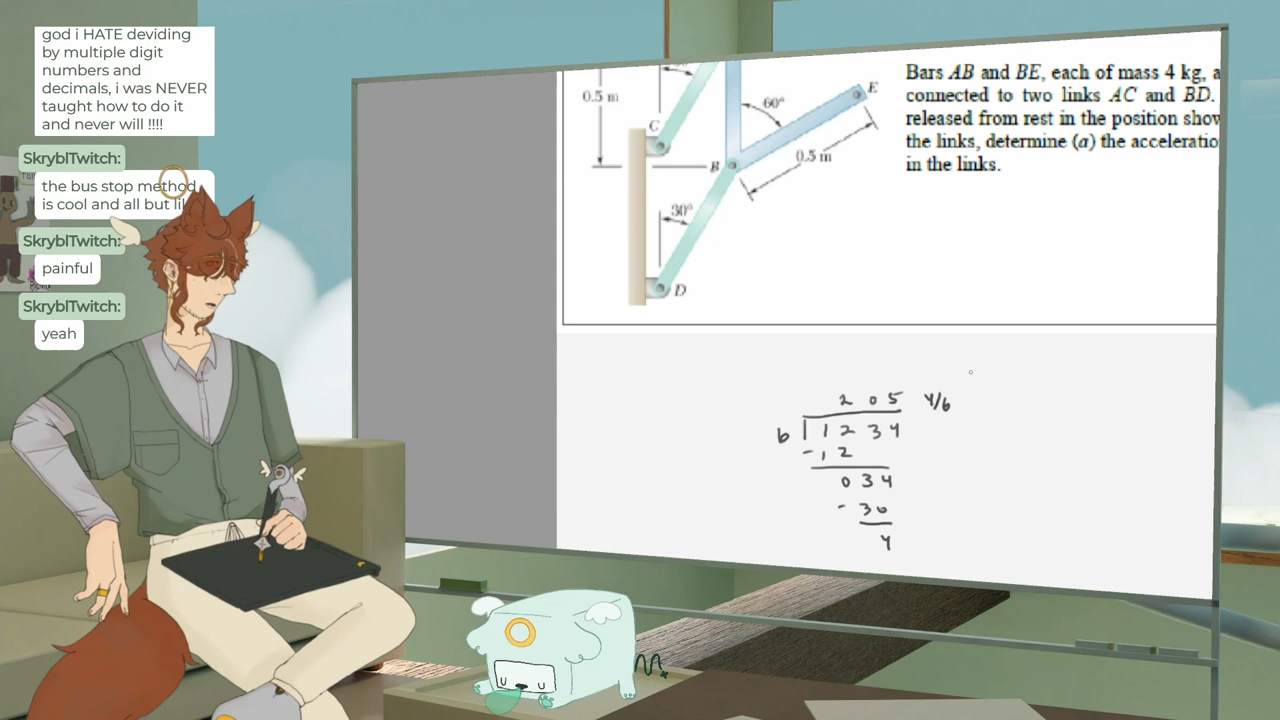 god i HATE deviding
by multiple digit
numbers and
decimals, i was NEVER
taught how to do it
and never will !!!!
SkryblTwitch:
the bus stop method
is cool and all but
SkryblTwitch:
painful
SkryblTwitch:
yeah
0.5 m
C
60°
E
B
0.5 m
30°
D
Bars AB and BE, each of mass 4 kg, a
connected to two links AC and BD.
released from rest in the position show
the links, determine (a) the acceleratio
in the links.
2 0 5 4/6
6 1 2 3 4
- 1 2
0 3 4
- 3 0
4